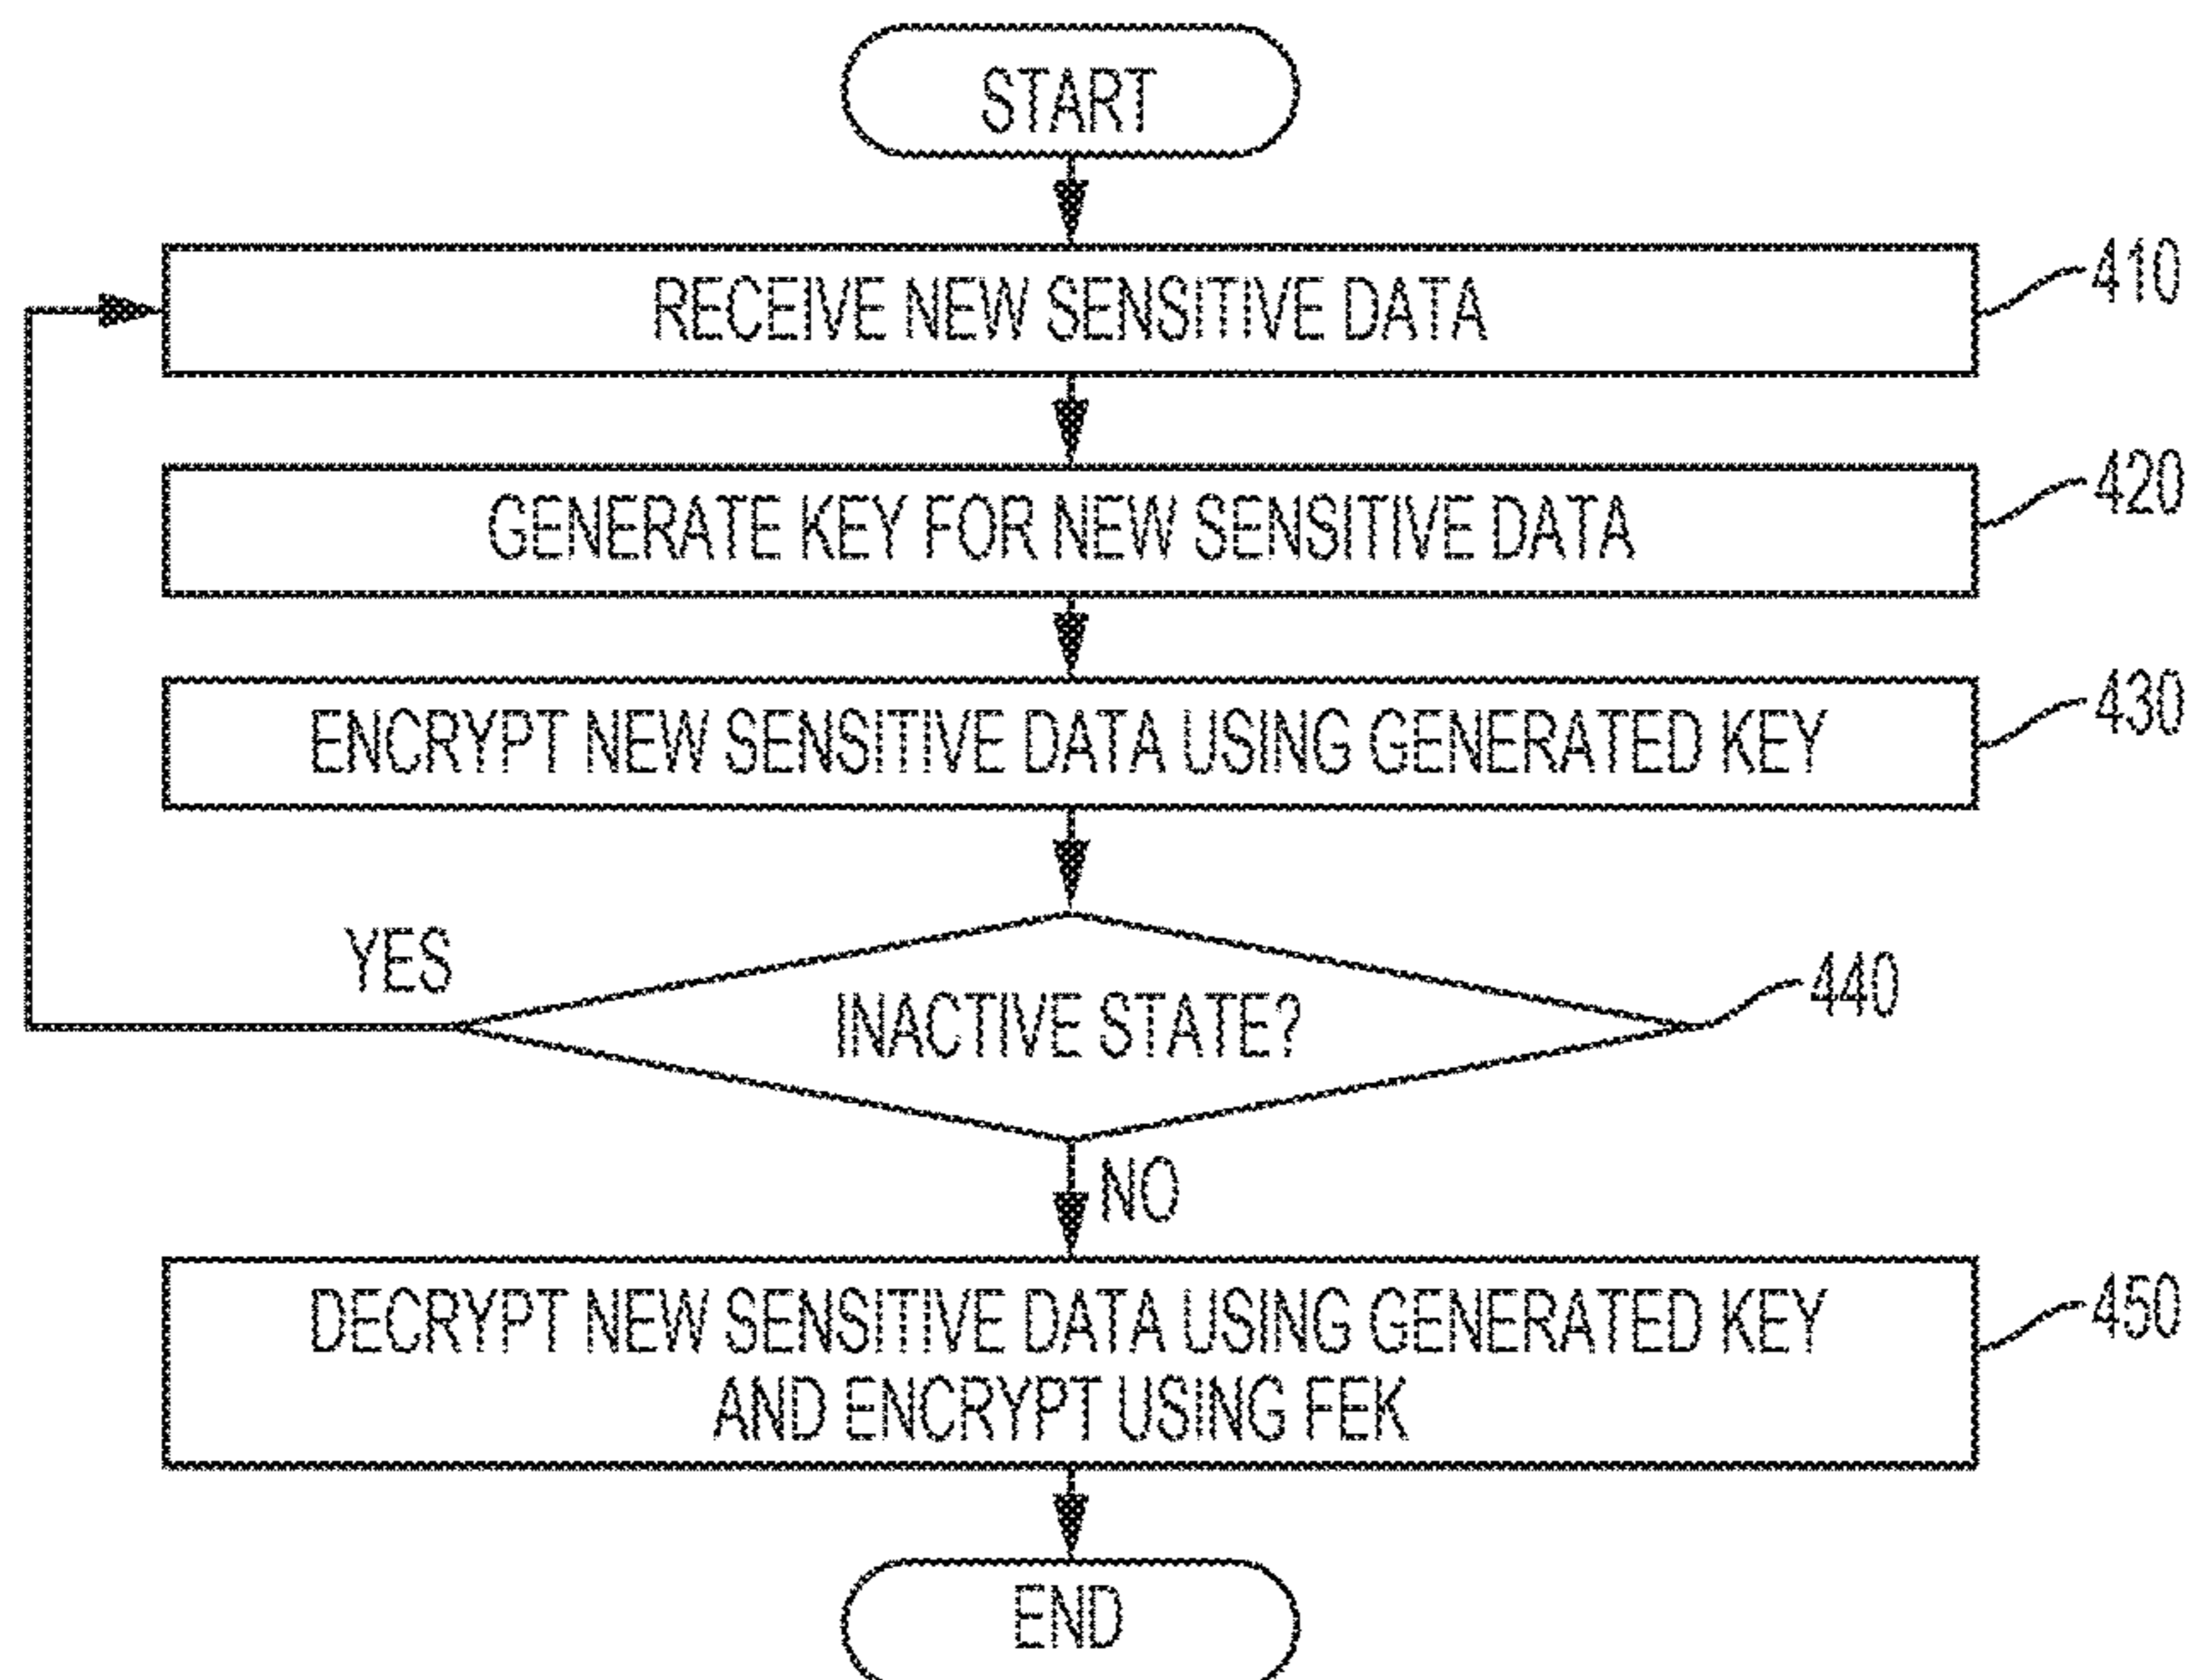 START
RECEIVE NEW SENSITIVE DATA
410
GENERATE KEY FOR NEW SENSITIVE DATA
420
ENCRYPT NEW SENSITIVE DATA USING GENERATED KEY
430
YES
INACTIVE STATE?
440
NO
DECRYPT NEW SENSITIVE DATA USING GENERATED KEY
AND ENCRYPT USING FEK
450
END